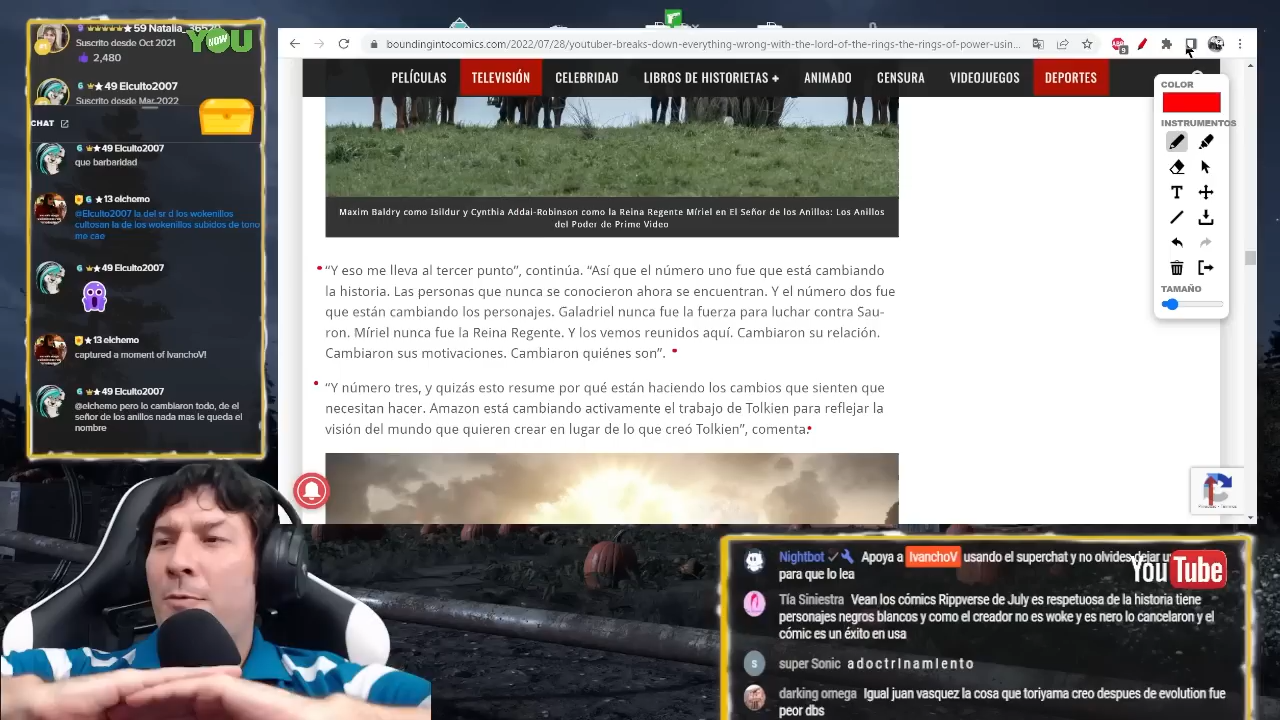 59 Natalia_36520
Suscrito desde Oct 2021
2,480
YOU
NOW
6 49 Elculto2007
Suscrito desde Mar 2022
CHAT
6 49 Elculto2007
que barbaridad
6 13 elchemo
@Elculto2007 la del sr d los wokenillos
cultosan la de los wokenillos subidos de tono
me cae
6 49 Elculto2007
13 elchemo
captured a moment of IvanchoV!
6 49 Elculto2007
@elchemo pero lo cambiaron todo, de el
señor de los anillos nada mas le queda el
nombre
boundingintocomics.com/2022/07/28/youtuber-breaks-down-everything-wrong-with-
PELÍCULAS
TELEVISIÓN
CELEBRIDAD
LIBROS DE HISTORIETAS +
ANIMADO
CENSURA
VIDEOJUEGOS
DEPORTES
Maxim Baldry como Isildur y Cynthia Addai-Robinson como la Reina Regente Míriel en El Señor de los Anillos: Los Anillos
del Poder de Prime Video
“Y eso me lleva al tercer punto”, continúa. “Así que el número uno fue que está cambiando
la historia. Las personas que nunca se conocieron ahora se encuentran. Y el número dos fue
que están cambiando los personajes. Galadriel nunca fue la fuerza para luchar contra Sau-
ron. Míriel nunca fue la Reina Regente. Y los vemos reunidos aquí. Cambiaron su relación.
Cambiaron sus motivaciones. Cambiaron quiénes son”.
“Y número tres, y quizás esto resume por qué están haciendo los cambios que sienten que
necesitan hacer. Amazon está cambiando activamente el trabajo de Tolkien para reflejar la
visión del mundo que quieren crear en lugar de lo que creó Tolkien”, comenta.
COLOR
INSTRUMENTOS
TAMAÑO
Nightbot Apoya a IvanchoV usando el superchat y no olvides dejar
para que lo lea
YouTube
Tía Siniestra Vean los cómics Rippverse de July es respetuosa de la historia tiene
personajes negros blancos y como el creador no es woke y es nero lo cancelaron y el
cómic es un éxito en usa
super Sonic adoctrinamiento
darking omega Igual juan vasquez la cosa que toriyama creo despues de evolution fue
peor dbs